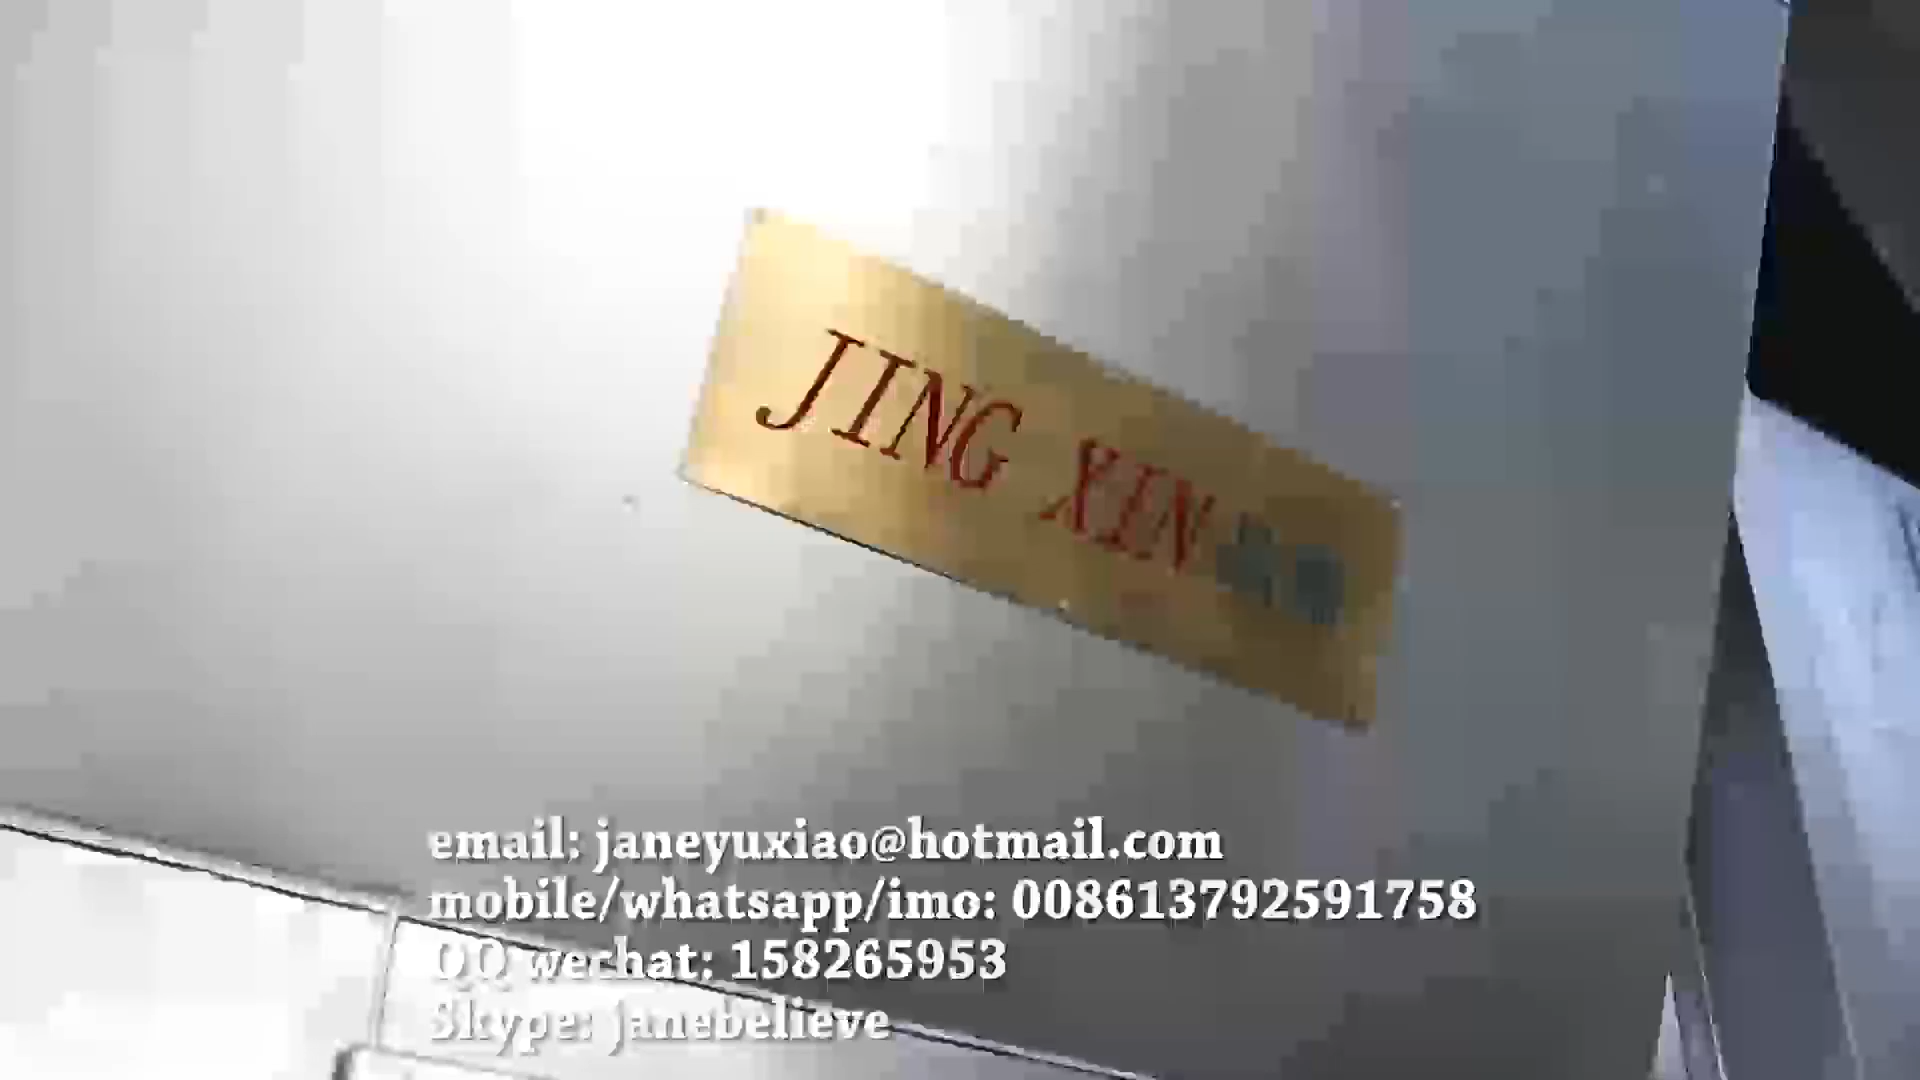 JING XIN
email: janeyuxiao@hotmail.com
mobile/whatsapp/imo: 008613792591758
QQ wechat: 158265953
Skype: janebelieve